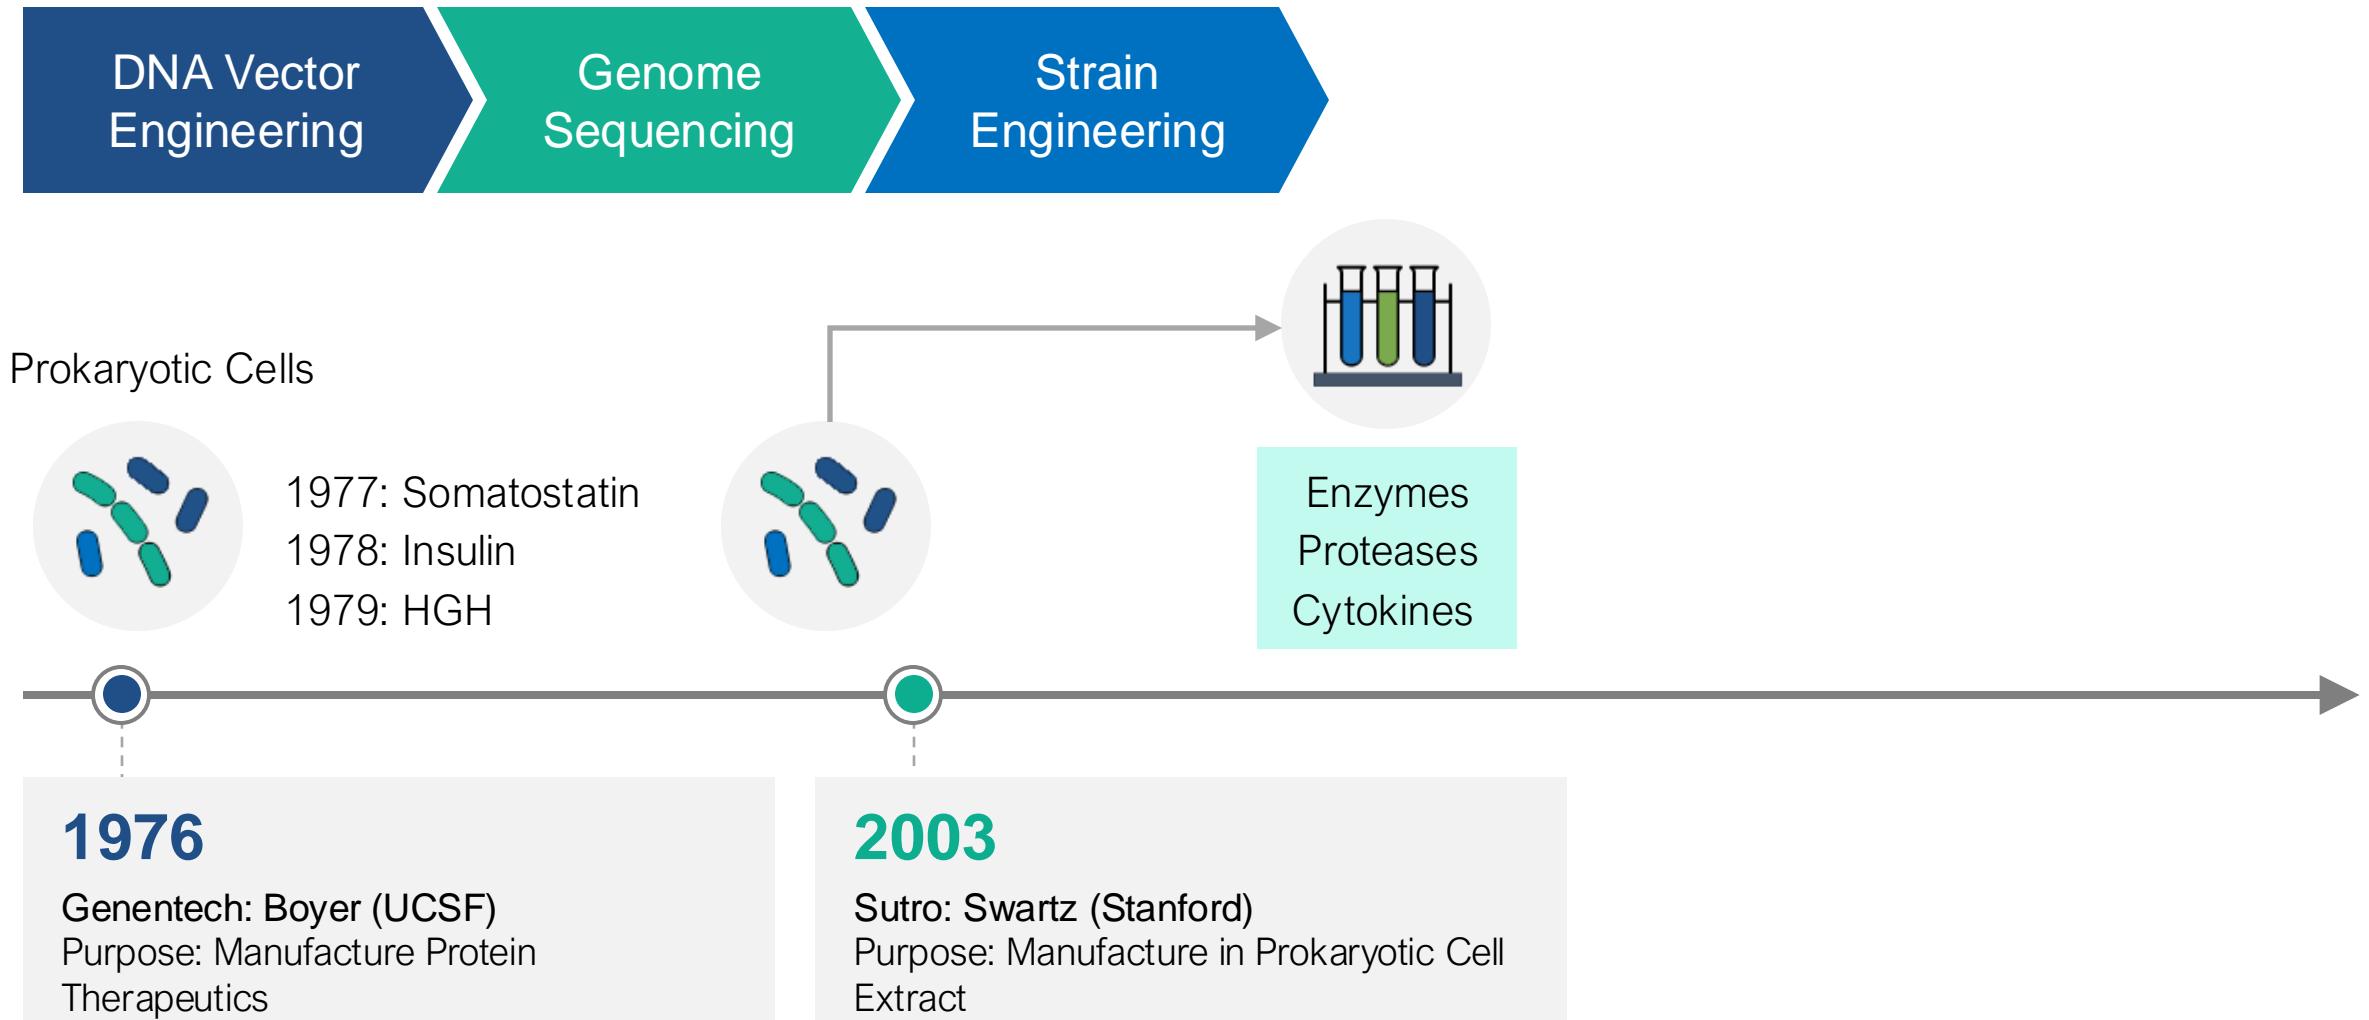 DNA Vector
Engineering
Genome
Sequencing
Strain
Engineering
Prokaryotic Cells
1977: Somatostatin
1978: Insulin
1979: HGH
Enzymes
Proteases
Cytokines
1976
Genentech: Boyer (UCSF)
Purpose: Manufacture Protein
Therapeutics
2003
Sutro: Swartz (Stanford)
Purpose: Manufacture in Prokaryotic Cell
Extract